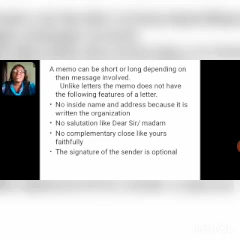 A memo can be short or long depending on
then message involved.
Unlike letters the memo does not have
the following features of a letter.
• No inside name and address because it is
written the organization
• No salutation like Dear Sir/ madam
• No complementary close like yours
faithfully
• The signature of the sender is optional